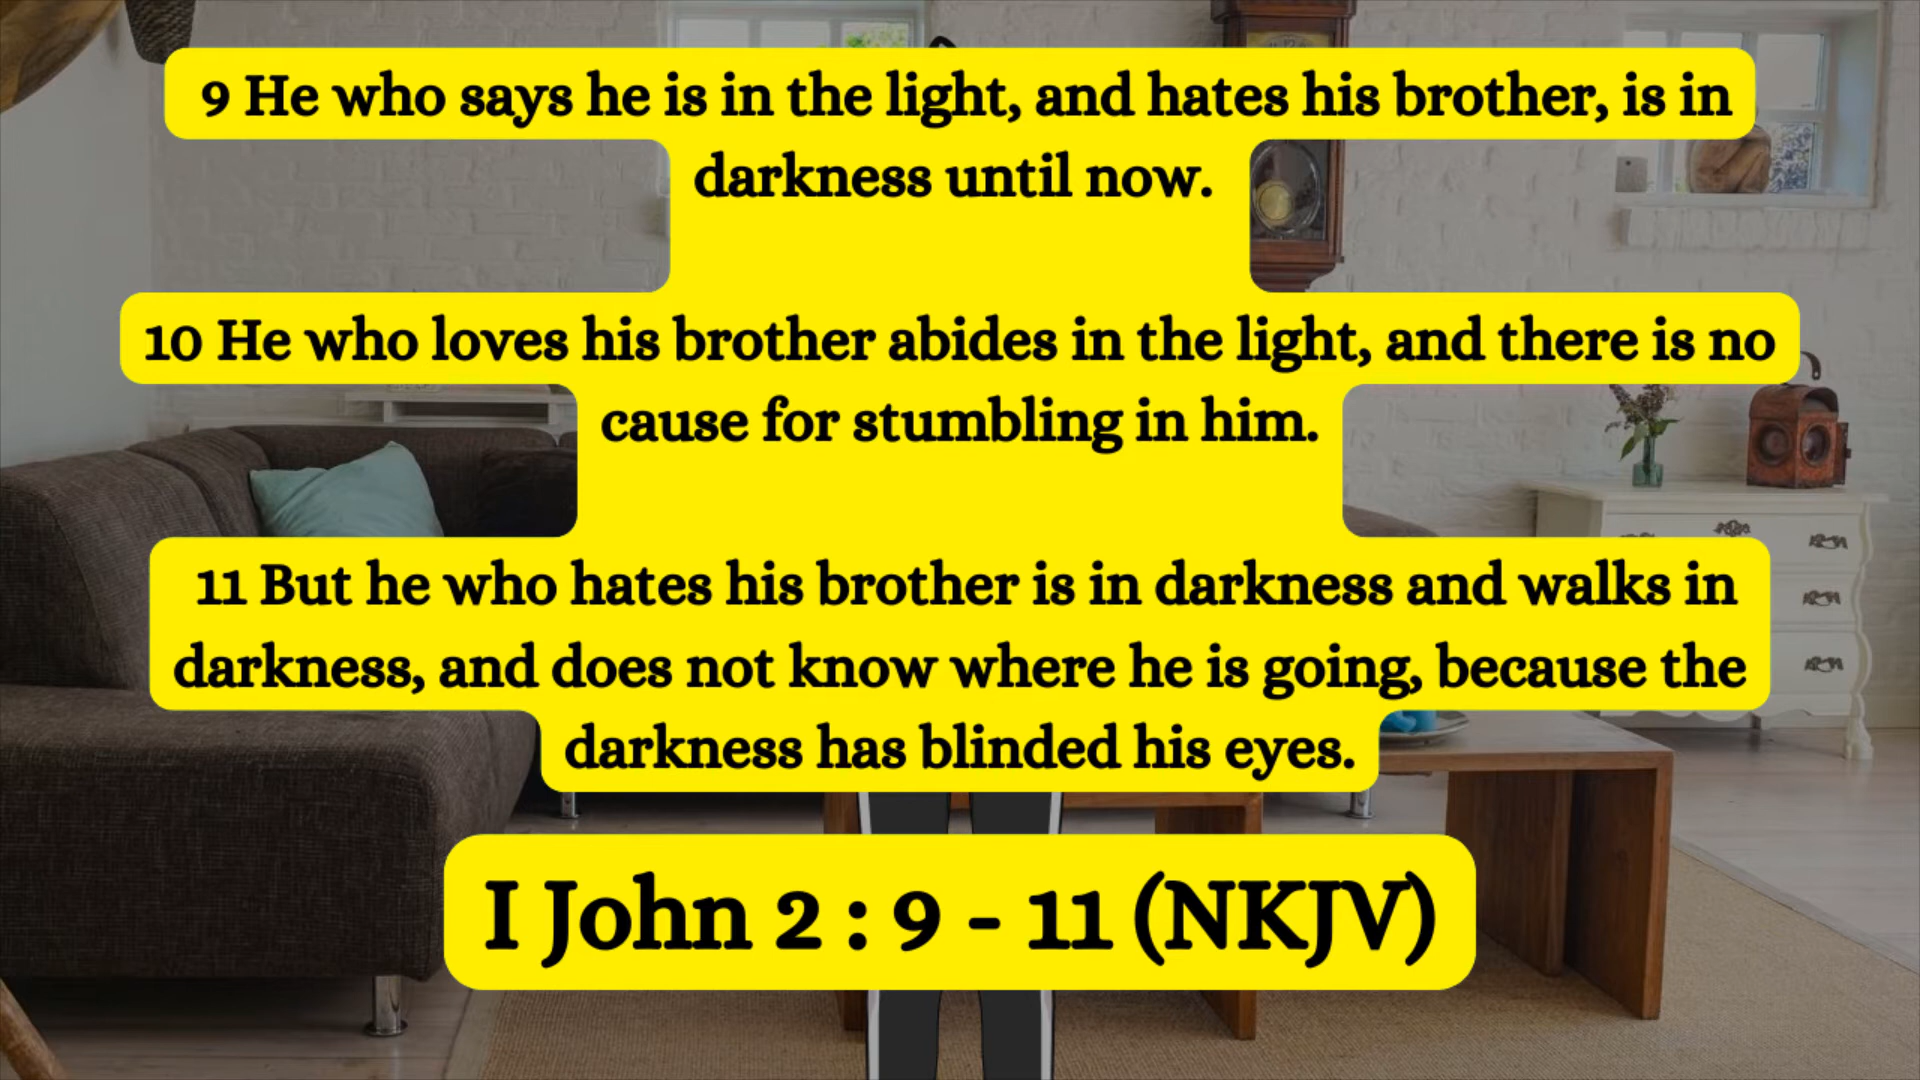 9 He who says he is in the light, and hates his brother, is in
darkness until now.
10 He who loves his brother abides in the light, and there is no
cause for stumbling in him.
11 But he who hates his brother is in darkness and walks in
darkness, and does not know where he is going, because the
darkness has blinded his eyes.
I John 2 : 9 - 11 (NKJV)